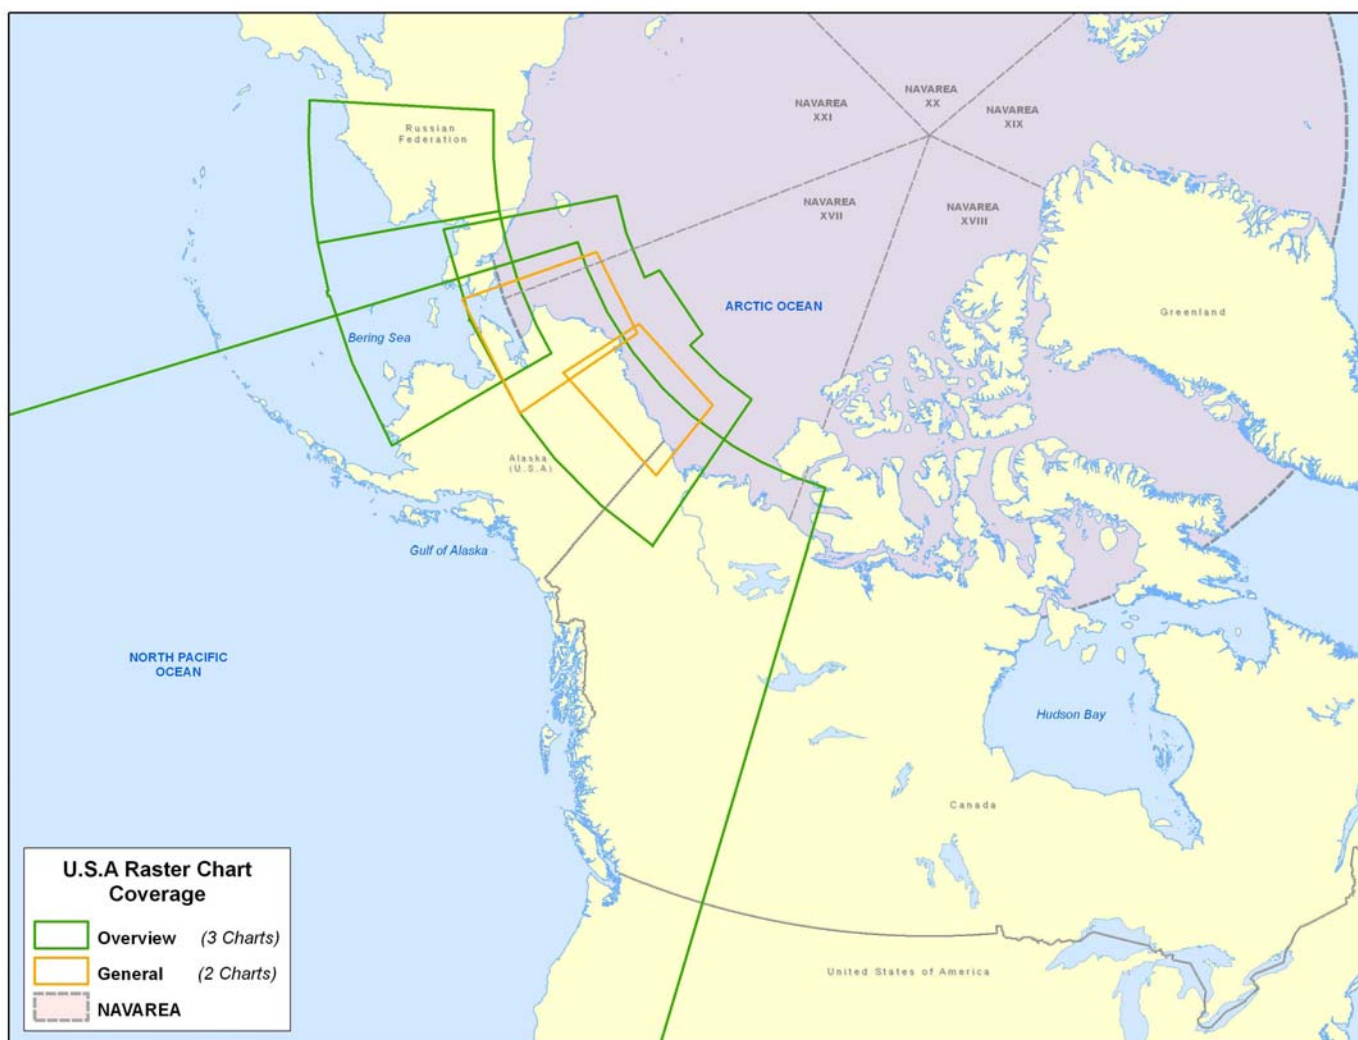 Russian
Federation
NAVAREA
XXI
NAVAREA
XX
NAVAREA
XIX
NAVAREA
XVII
NAVAREA
XVIII
ARCTIC OCEAN
Greenland
Bering Sea
Alaska
(U.S.A)
Gulf of Alaska
NORTH PACIFIC
OCEAN
Hudson Bay
Canada
United States of America
U.S.A Raster Chart
Coverage
Overview (3 Charts)
General (2 Charts)
NAVAREA